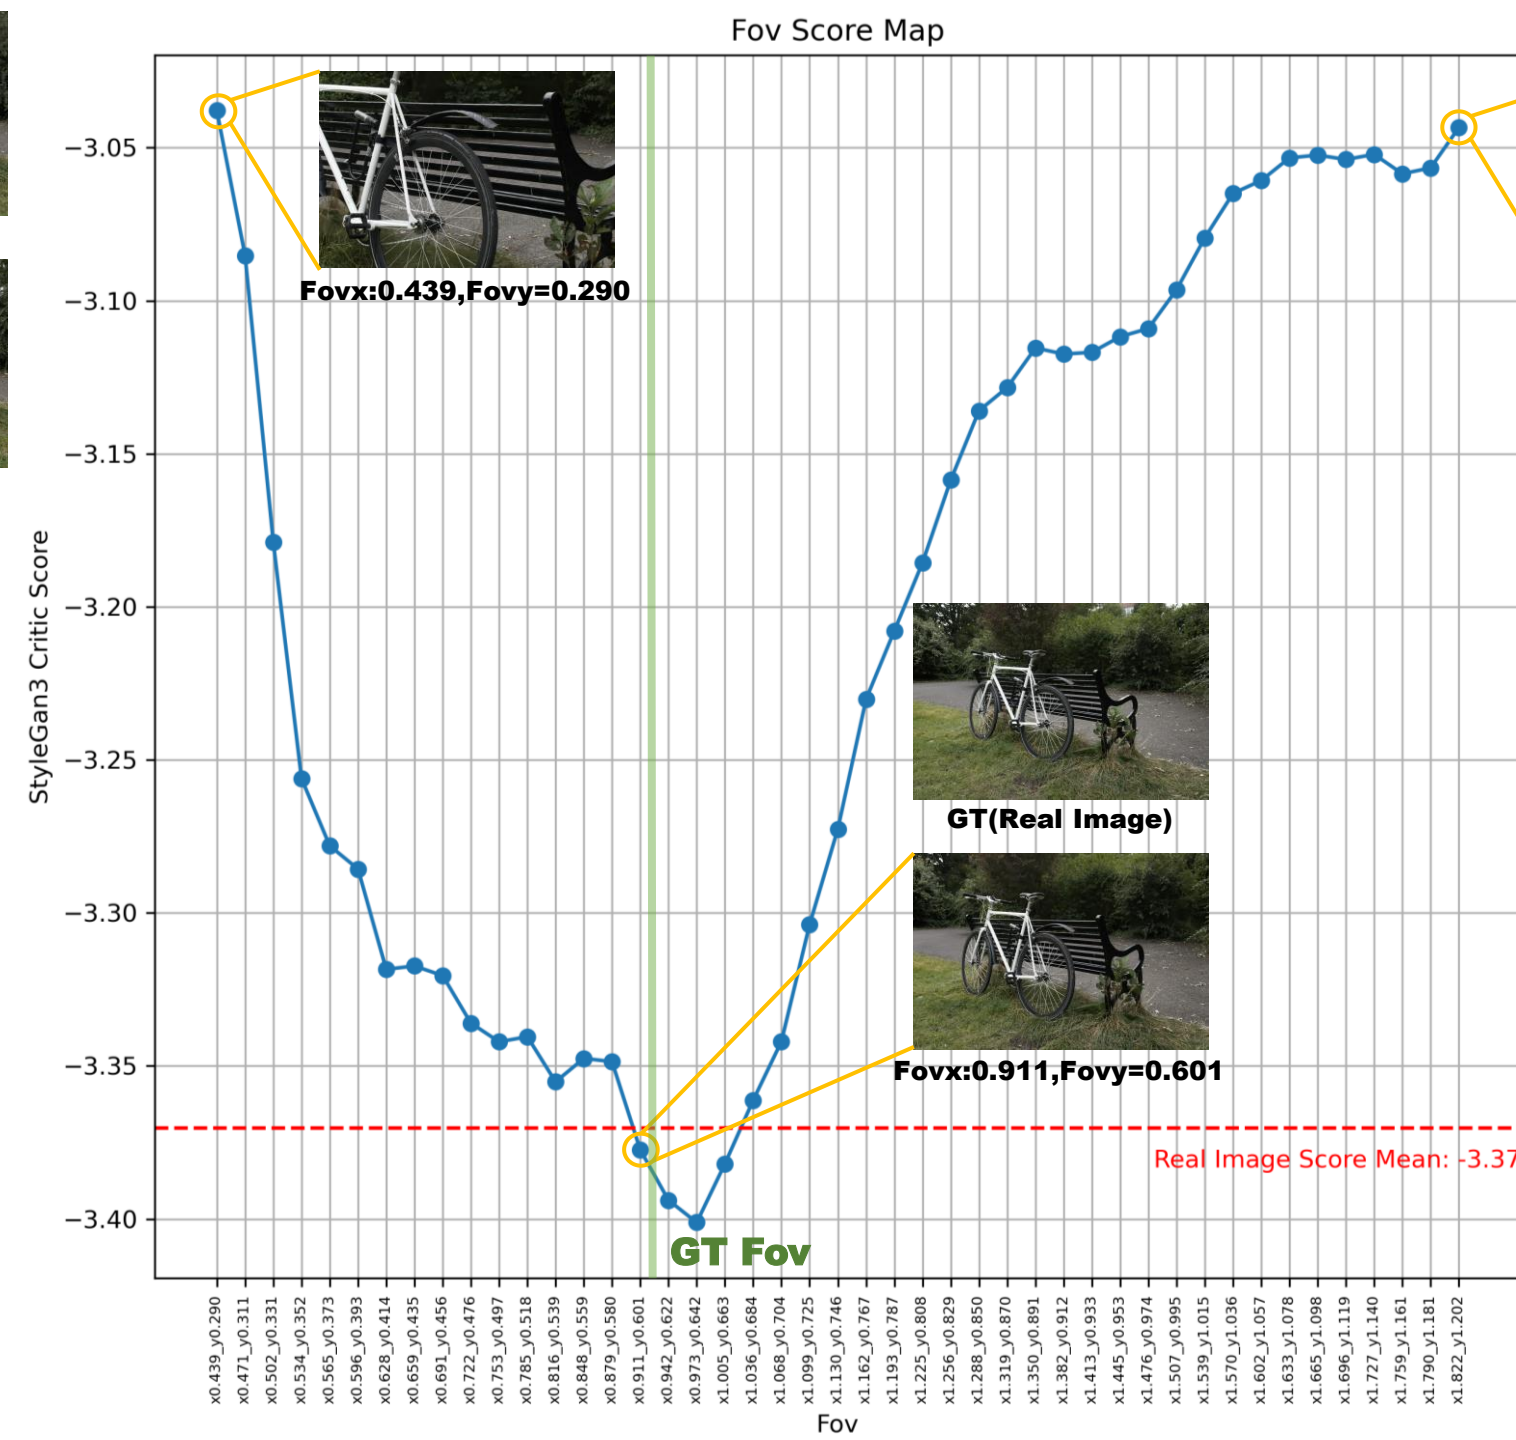 Fov Score Map
StyleGan3 Critic Score
−3.05
−3.10
−3.15
−3.20
−3.25
−3.30
−3.35
−3.40
Fovx:0.439,Fovy=0.290
GT(Real Image)
Fovx:0.911,Fovy=0.601
Real Image Score Mean: -3.37
GT Fov
x0.439_y0.290
x0.471_y0.311
x0.502_y0.331
x0.534_y0.352
x0.565_y0.373
x0.596_y0.393
x0.628_y0.414
x0.659_y0.435
x0.691_y0.456
x0.722_y0.476
x0.753_y0.497
x0.785_y0.518
x0.816_y0.539
x0.848_y0.559
x0.879_y0.580
x0.911_y0.601
x0.942_y0.622
x0.973_y0.642
x1.005_y0.663
x1.036_y0.684
x1.068_y0.704
x1.099_y0.725
x1.130_y0.746
x1.162_y0.767
x1.193_y0.787
x1.225_y0.808
x1.256_y0.829
x1.288_y0.850
x1.319_y0.870
x1.350_y0.891
x1.382_y0.912
x1.413_y0.933
x1.445_y0.953
x1.476_y0.974
x1.507_y0.995
x1.539_y1.015
x1.570_y1.036
x1.602_y1.057
x1.633_y1.078
x1.665_y1.098
x1.696_y1.119
x1.727_y1.140
x1.759_y1.161
x1.790_y1.181
x1.822_y1.202
Fov